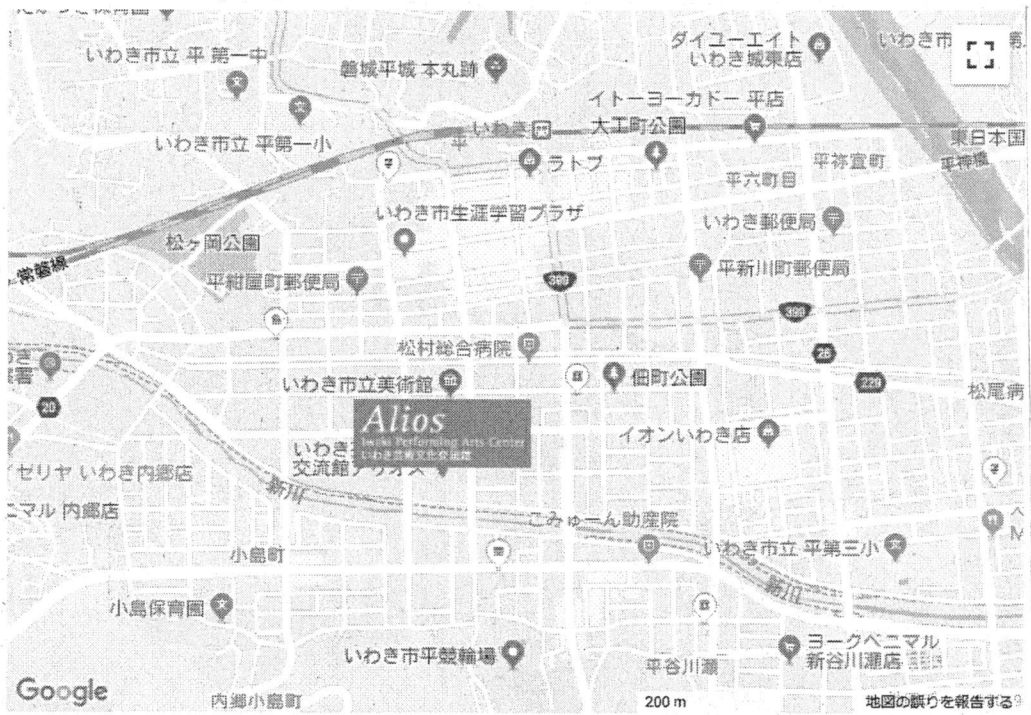 いわき市立 平 第一中
磐城平城 本丸跡
ダイユーエイト
いわき城東店
いわき市
イトーヨーカドー 平店
いわき
大工町公園
東日本国
いわき市立 平第一小
平
ラトブ
平祢宜町
平神橋
平六町目
いわき市生涯学習プラザ
いわき郵便局
松ヶ岡公園
常磐線
平紺屋町郵便局
399
平新川町郵便局
399
松村総合病院
26
いわき市立美術館
佃町公園
229
松尾病
20
Alios
Iwaki Performing Arts Center
いわき芸術文化交流館
イオンいわき店
いわき
交流館アリオス
イゼリヤ いわき内郷店
新川
ニマル 内郷店
こみゅーん助産院
小島町
いわき市立 平第三小
新川
小島保育園
ヨークベニマル
新谷川瀬店
いわき市平競輪場
平谷川瀬
Google
内郷小島町
200 m
地図の誤りを報告する